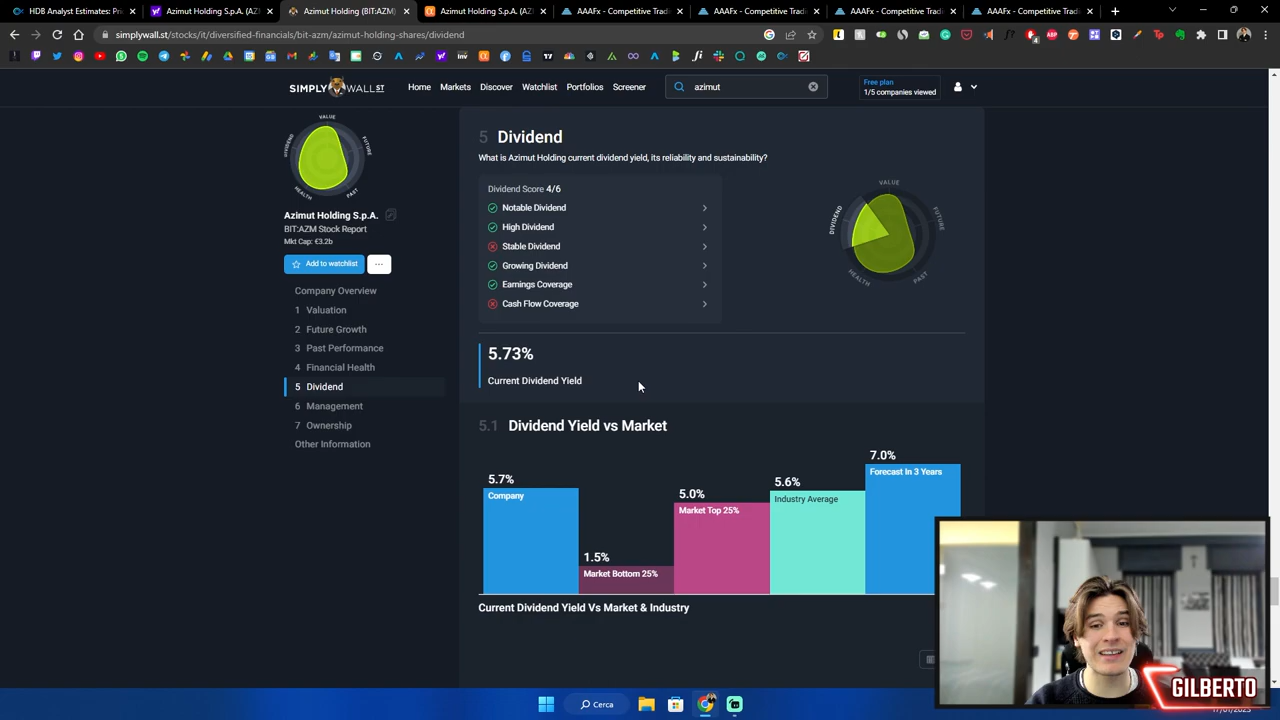 HDB Analyst Estimates: Pric
Azimut Holding S.p.A. (AZM
Azimut Holding (BIT:AZM)
Azimut Holding S.p.A. (AZ
AAAFx - Competitive Trad
AAAFx - Competitive Trad
AAAFx - Competitive Trad
AAAFx - Competitive Trad
simplywall.st/stocks/it/diversified-financials/bit-azm/azimut-holding-shares/dividend
SIMPLY WALL ST
Home
Markets
Discover
Watchlist
Portfolios
Screener
azimut
Free plan
1/5 companies viewed
VALUE
FUTURE
PAST
HEALTH
DIVIDEND
Azimut Holding S.p.A.
BIT:AZM Stock Report
Mkt Cap: €3.2b
Add to watchlist
...
Company Overview
1 Valuation
2 Future Growth
3 Past Performance
4 Financial Health
5 Dividend
6 Management
7 Ownership
Other Information
5 Dividend
What is Azimut Holding current dividend yield, its reliability and sustainability?
Dividend Score 4/6
Notable Dividend
High Dividend
Stable Dividend
Growing Dividend
Earnings Coverage
Cash Flow Coverage
VALUE
FUTURE
PAST
HEALTH
DIVIDEND
5.73%
Current Dividend Yield
5.1 Dividend Yield vs Market
5.7%
Company
1.5%
Market Bottom 25%
5.0%
Market Top 25%
5.6%
Industry Average
7.0%
Forecast In 3 Years
Current Dividend Yield Vs Market & Industry
GILBERTO
Cerca